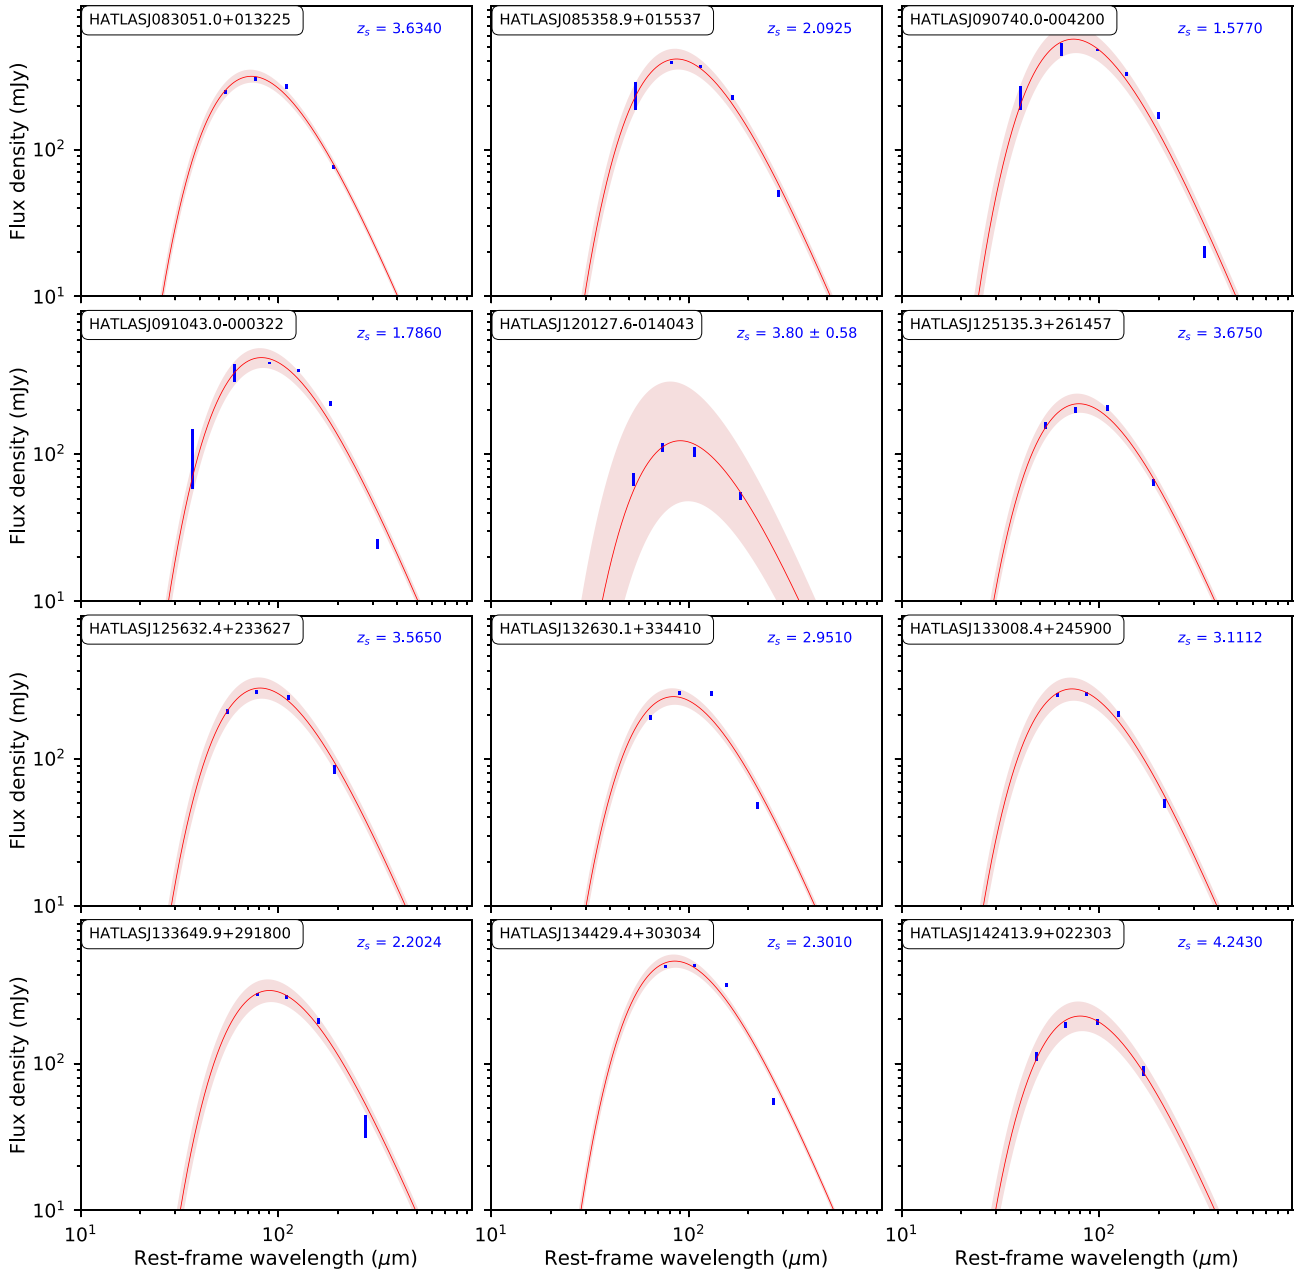 HATLASJ083051.0+013225
z_s = 3.6340
HATLASJ085358.9+015537
z_s = 2.0925
HATLASJ090740.0-004200
z_s = 1.5770
Flux density (mJy)
10^2
10^1
HATLASJ091043.0-000322
z_s = 1.7860
HATLASJ120127.6-014043
z_s = 3.80 ± 0.58
HATLASJ125135.3+261457
z_s = 3.6750
Flux density (mJy)
10^2
10^1
HATLASJ125632.4+233627
z_s = 3.5650
HATLASJ132630.1+334410
z_s = 2.9510
HATLASJ133008.4+245900
z_s = 3.1112
Flux density (mJy)
10^2
10^1
HATLASJ133649.9+291800
z_s = 2.2024
HATLASJ134429.4+303034
z_s = 2.3010
HATLASJ142413.9+022303
z_s = 4.2430
Flux density (mJy)
10^2
10^1
10^1 10^2 10^1 10^2 10^1 10^2
Rest-frame wavelength (μm) Rest-frame wavelength (μm) Rest-frame wavelength (μm)